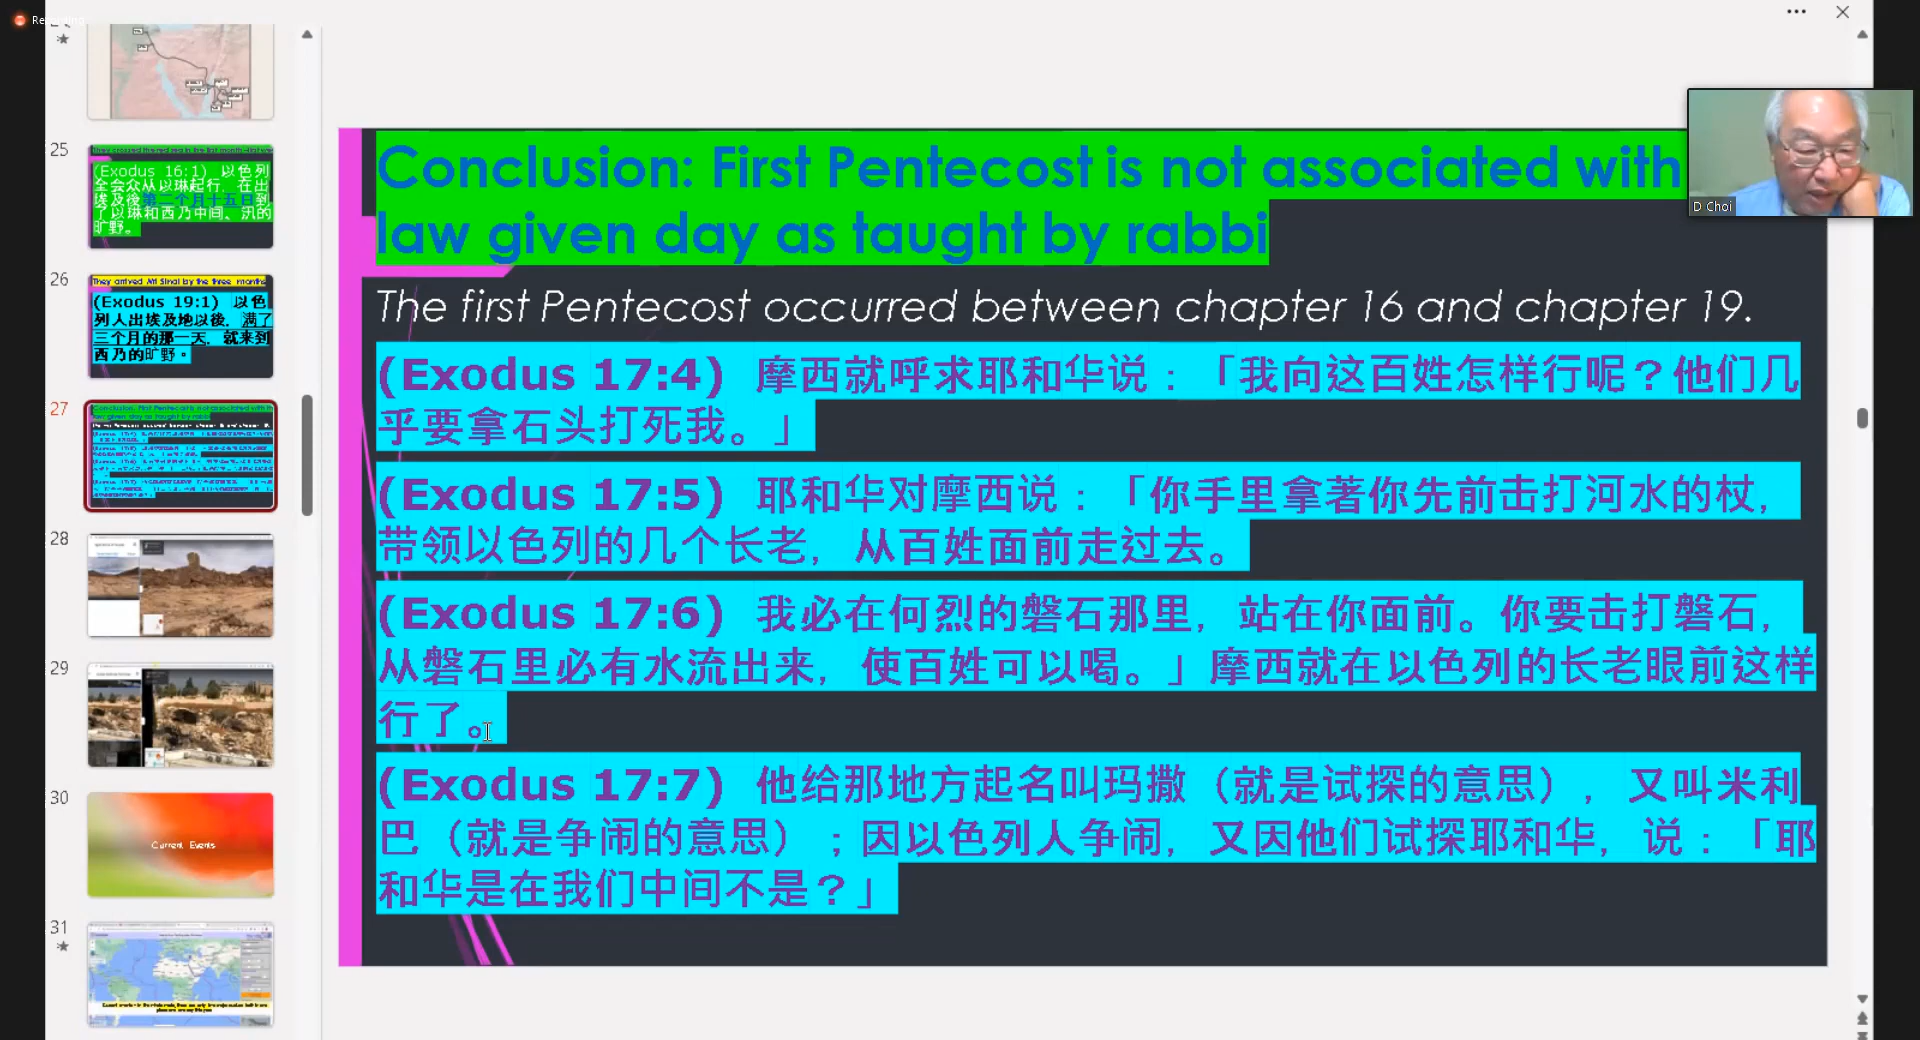 Recording
25
(Exodus 16:1) 以色列
全会众从以琳起行，在出
埃及後第二个月十五日到
了以琳和西乃中间、汛的
旷野。
26
They arrived Mt Sinai by the three months
(Exodus 19:1) 以色
列人出埃及地以後，满了
三个月的那一天，就来到
西乃的旷野。
27
28
29
30
Current Events
31
Conclusion: First Pentecost is not associated with
law given day as taught by rabbi
The first Pentecost occurred between chapter 16 and chapter 19.
(Exodus 17:4) 摩西就呼求耶和华说：「我向这百姓怎样行呢？他们几
乎要拿石头打死我。」
(Exodus 17:5) 耶和华对摩西说：「你手里拿著你先前击打河水的杖，
带领以色列的几个长老，从百姓面前走过去。
(Exodus 17:6) 我必在何烈的磐石那里，站在你面前。你要击打磐石，
从磐石里必有水流出来，使百姓可以喝。」摩西就在以色列的长老眼前这样
行了。
(Exodus 17:7) 他给那地方起名叫玛撒（就是试探的意思），又叫米利
巴（就是争闹的意思）；因以色列人争闹，又因他们试探耶和华，说：「耶
和华是在我们中间不是？」
D Choi